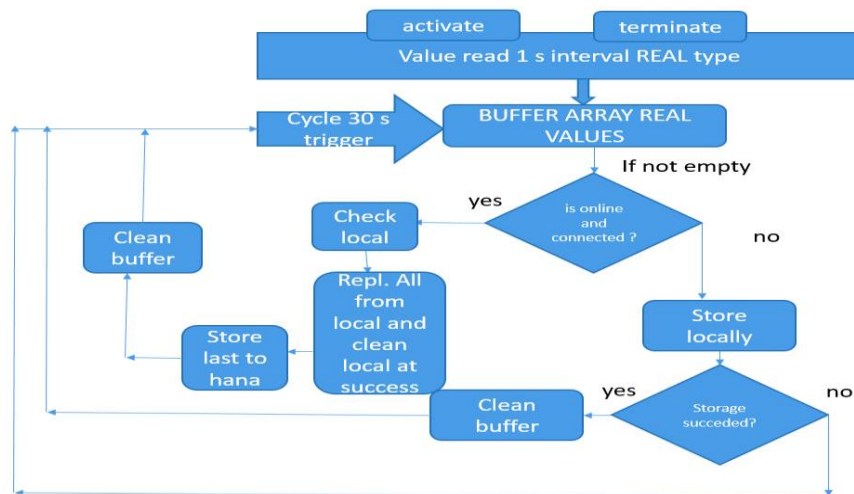 activate
terminate
Value read 1 s interval REAL type
Cycle 30 s
trigger
BUFFER ARRAY REAL
VALUES
If not empty
yes
is online
and
connected ?
no
Check
local
Clean
buffer
Repl. All
from
local and
clean
local at
success
Store
last to
hana
Store
locally
yes
no
Clean
buffer
Storage
succeded?